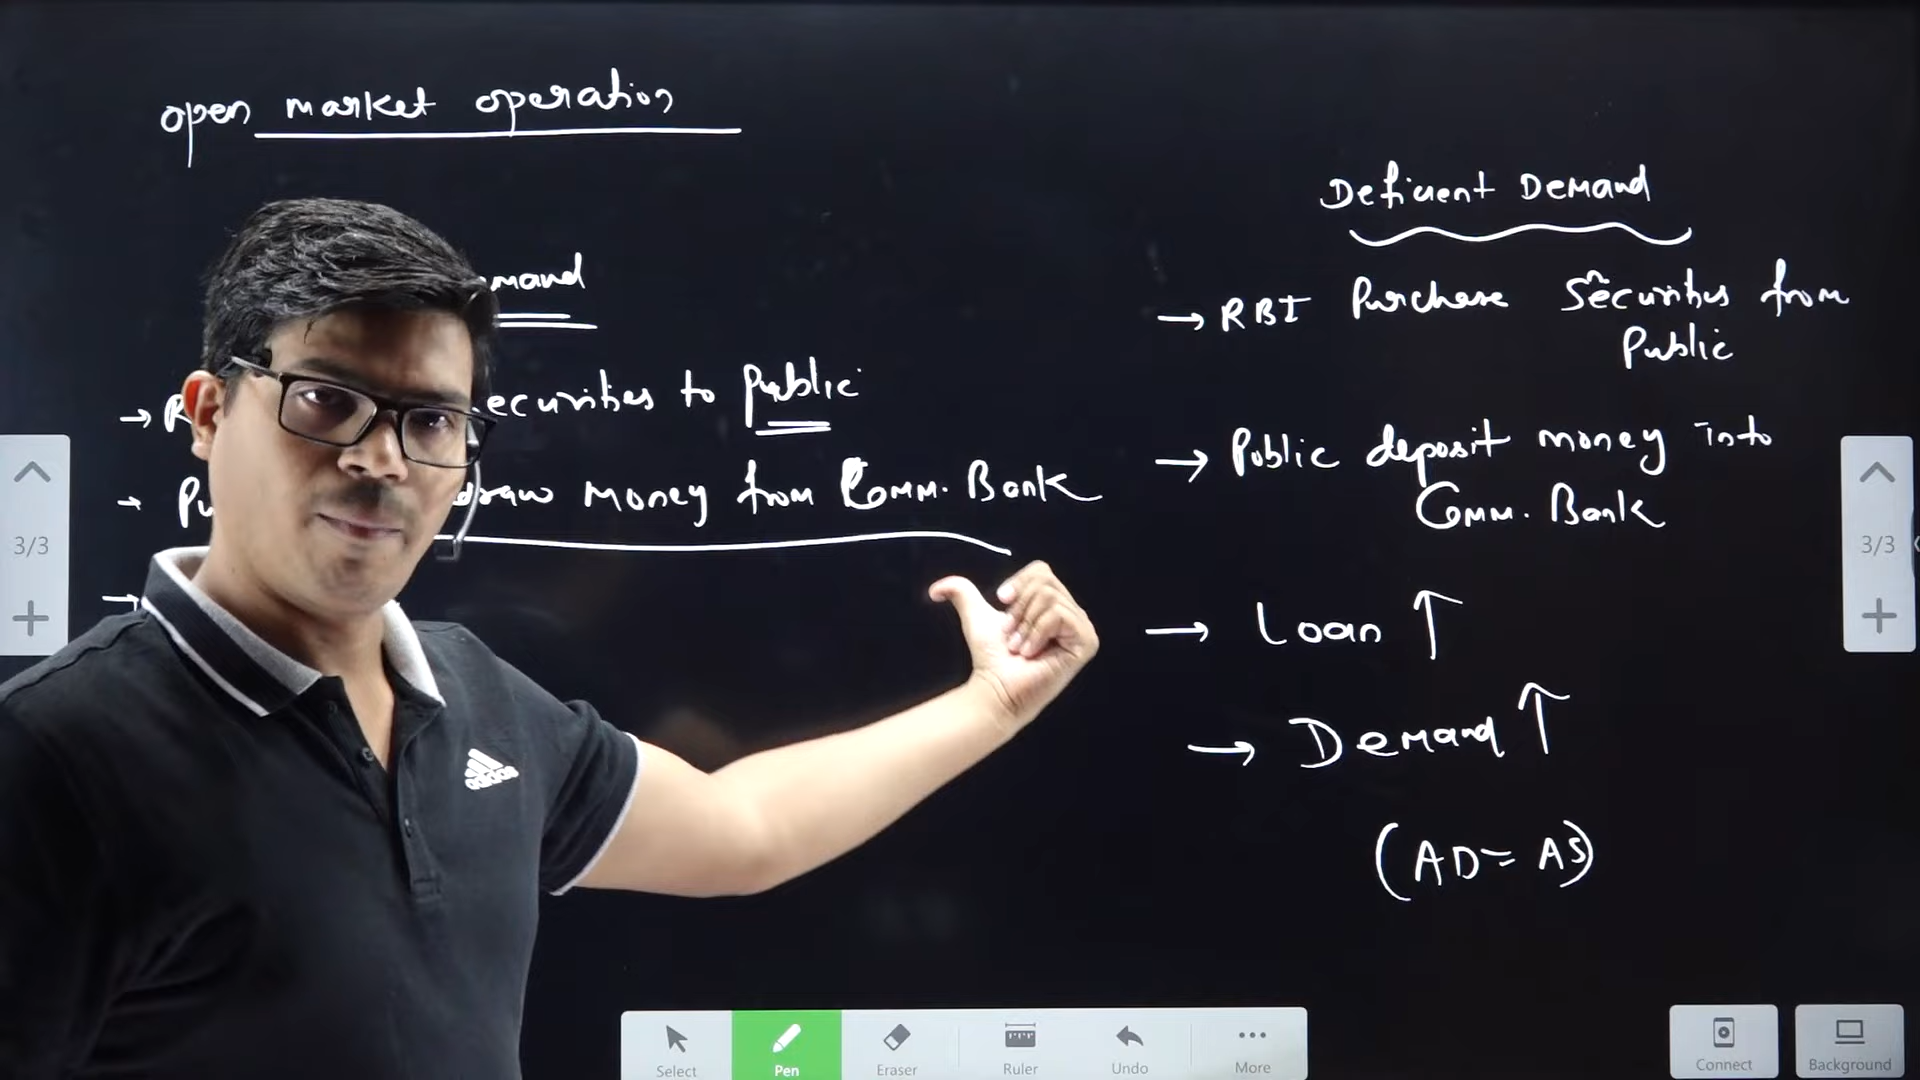 open market operation
mand
ecurities to public
draw money from Comm. Bank
Deficient Demand
→ RBI Purchase Securities from
Public
→ Public deposit money into
Comm. Bank
→ Loan ↑
→ Demand ↑
(AD = AS)
3/3
3/3
adidas
Select
Pen
Eraser
Ruler
Undo
More
Connect
Background